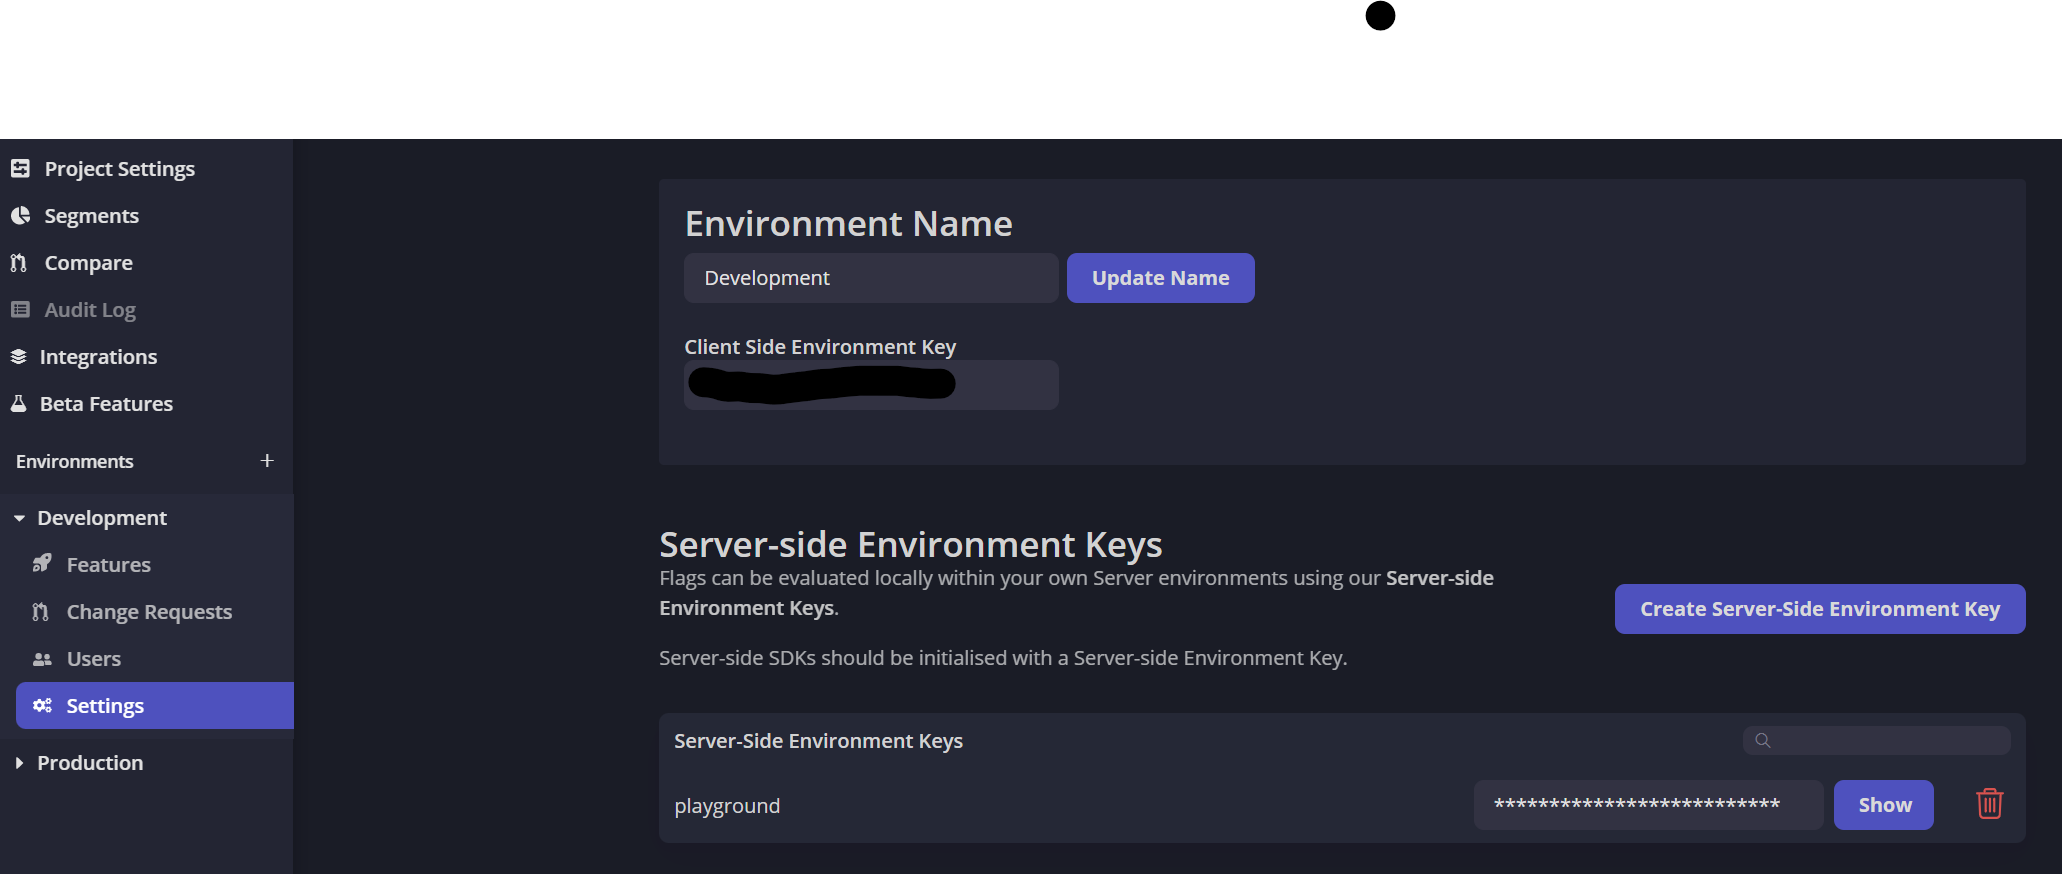 Project Settings
Segments
Compare
Audit Log
Integrations
Beta Features
Environments
Development
Features
Change Requests
Users
Settings
Production
Environment Name
Development
Update Name
Client Side Environment Key
Server-side Environment Keys
Flags can be evaluated locally within your own Server environments using our Server-side
Environment Keys.
Create Server-Side Environment Key
Server-side SDKs should be initialised with a Server-side Environment Key.
Server-Side Environment Keys
playground
**************************
Show